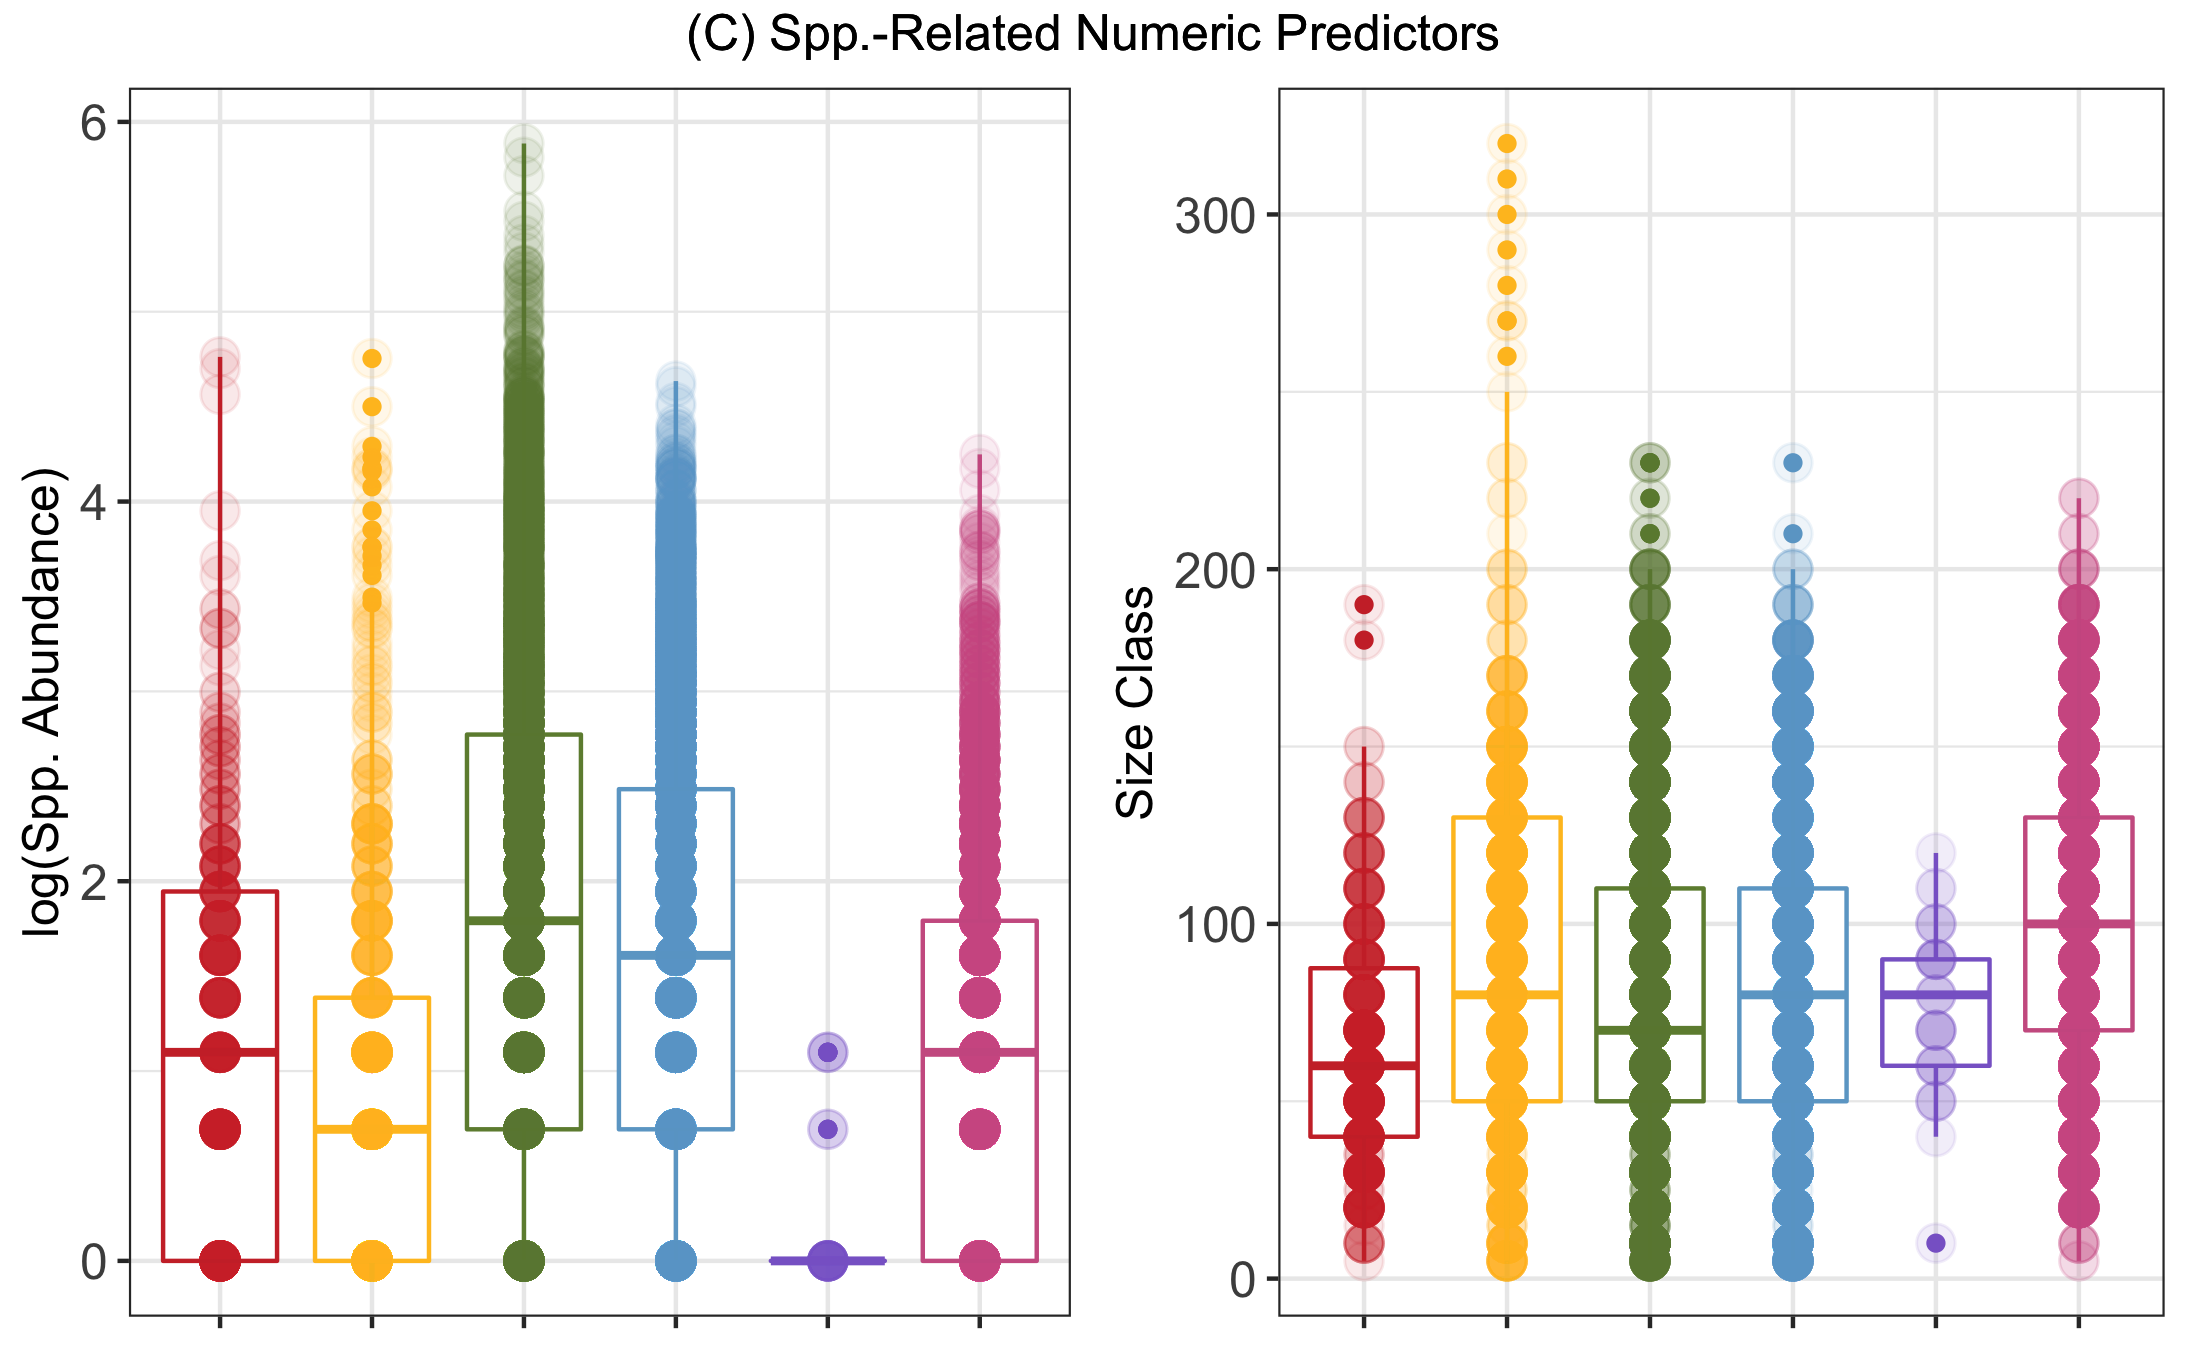 (C) Spp.-Related Numeric Predictors
log(Spp. Abundance)
6
4
2
0
Size Class
300
200
100
0